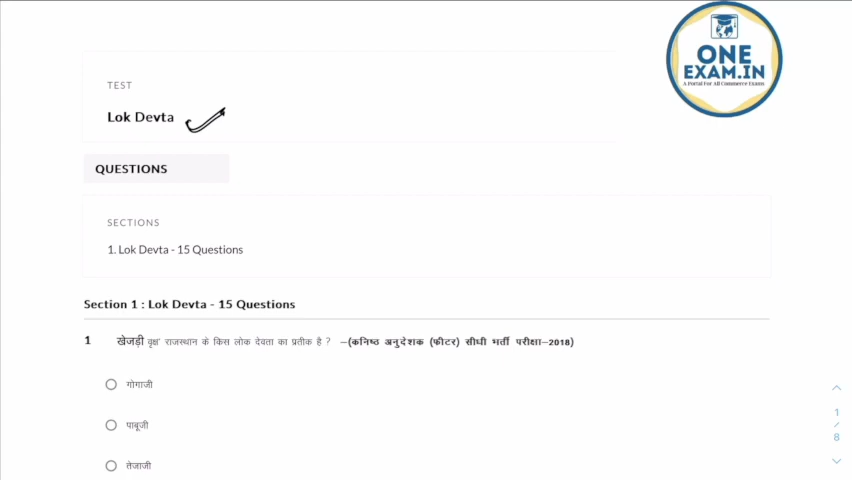 ONE
EXAM.IN
A Portal For All Commerce Exams
TEST
Lok Devta
QUESTIONS
SECTIONS
1. Lok Devta - 15 Questions
Section 1 : Lok Devta - 15 Questions
1 खेजड़ी वृक्ष' राजस्थान के किस लोक देवता का प्रतीक है ? –(कनिष्ठ अनुदेशक (फीटर) सीधी भर्ती परीक्षा–2018)
गोगाजी
पाबूजी
तेजाजी
1
/
8